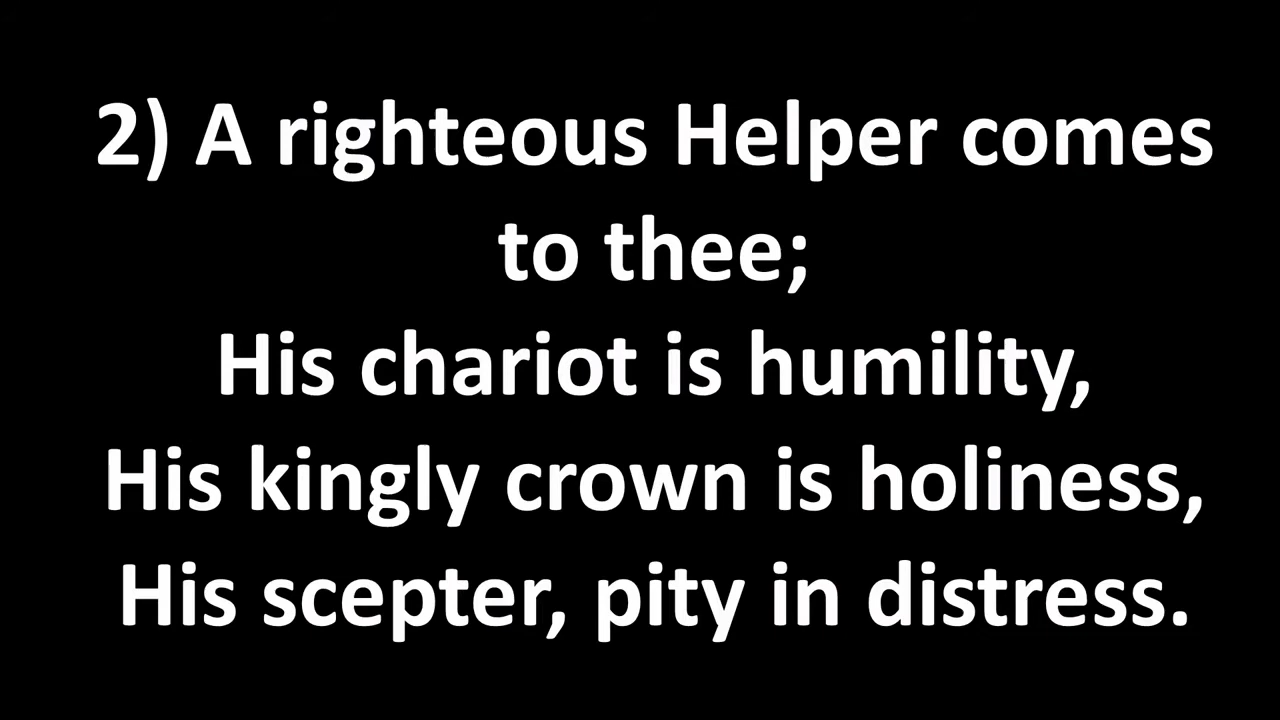 2) A righteous Helper comes
to thee;
His chariot is humility,
His kingly crown is holiness,
His scepter, pity in distress.